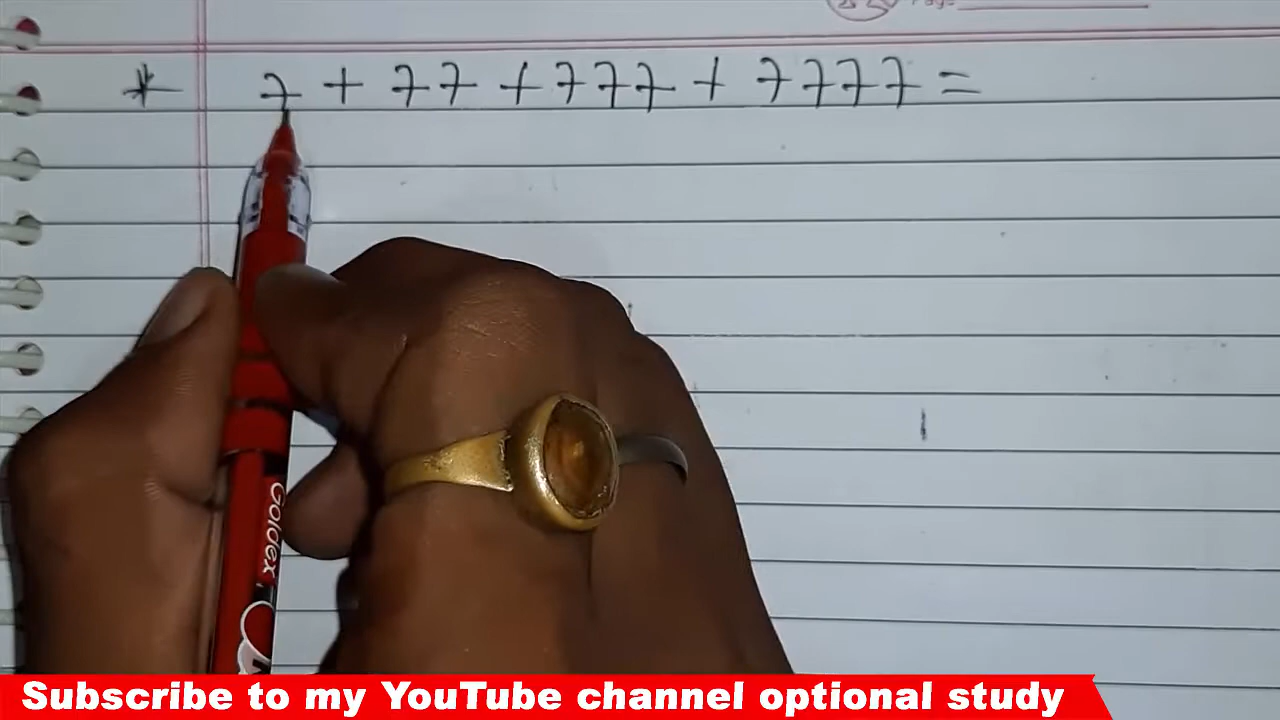 * 7 + 77 + 777 + 7777 =
Goldex
Subscribe to my YouTube channel optional study